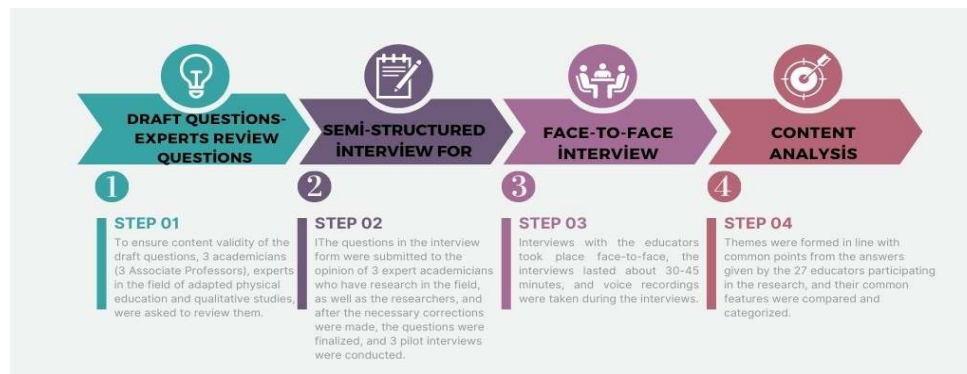 DRAFT QUESTİONS-
EXPERTS REVIEW
QUESTİONS
SEMİ-STRUCTURED
İNTERVİEW FOR
FACE-TO-FACE
İNTERVİEW
CONTENT
ANALYSİS
1
STEP 01
To ensure content validity of the
draft questions, 3 academicians
(3 Associate Professors), experts
in the field of adapted physical
education and qualitative studies,
were asked to review them.
2
STEP 02
IThe questions in the interview
form were submitted to the
opinion of 3 expert academicians
who have research in the field,
as well as the researchers, and
after the necessary corrections
were made, the questions were
finalized, and 3 pilot interviews
were conducted.
3
STEP 03
Interviews with the educators
took place face-to-face, the
interviews lasted about 30-45
minutes, and voice recordings
were taken during the interviews.
4
STEP 04
Themes were formed in line with
common points from the answers
given by the 27 educators participating
in the research, and their common
features were compared and
categorized.